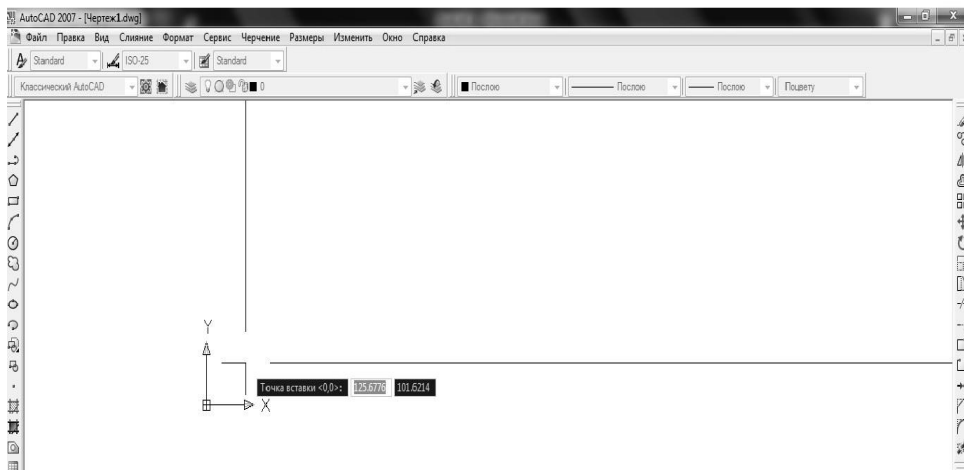 AutoCAD 2007 - [Чертеж1.dwg]
Файл Правка Вид Слияние Формат Сервис Черчение Размеры Изменить Окно Справка
Standard ISO-25 Standard
Классический AutoCAD 0 Послою Послою Послою Поцвету
Y
Точка вставки <0,0>: 125.6776 101.6214
X